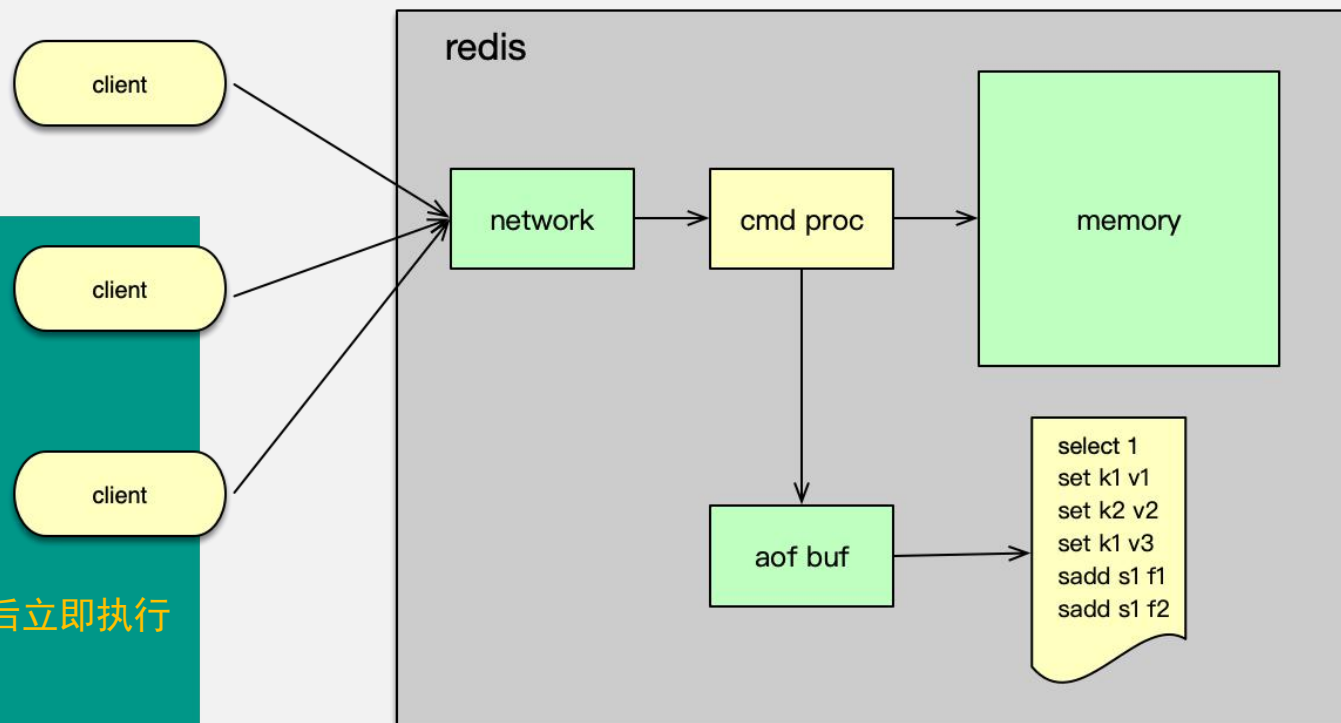 redis
client
client
client
network
cmd proc
memory
aof buf
select 1
set k1 v1
set k2 v2
set k1 v3
sadd s1 f1
sadd s1 f2
后立即执行